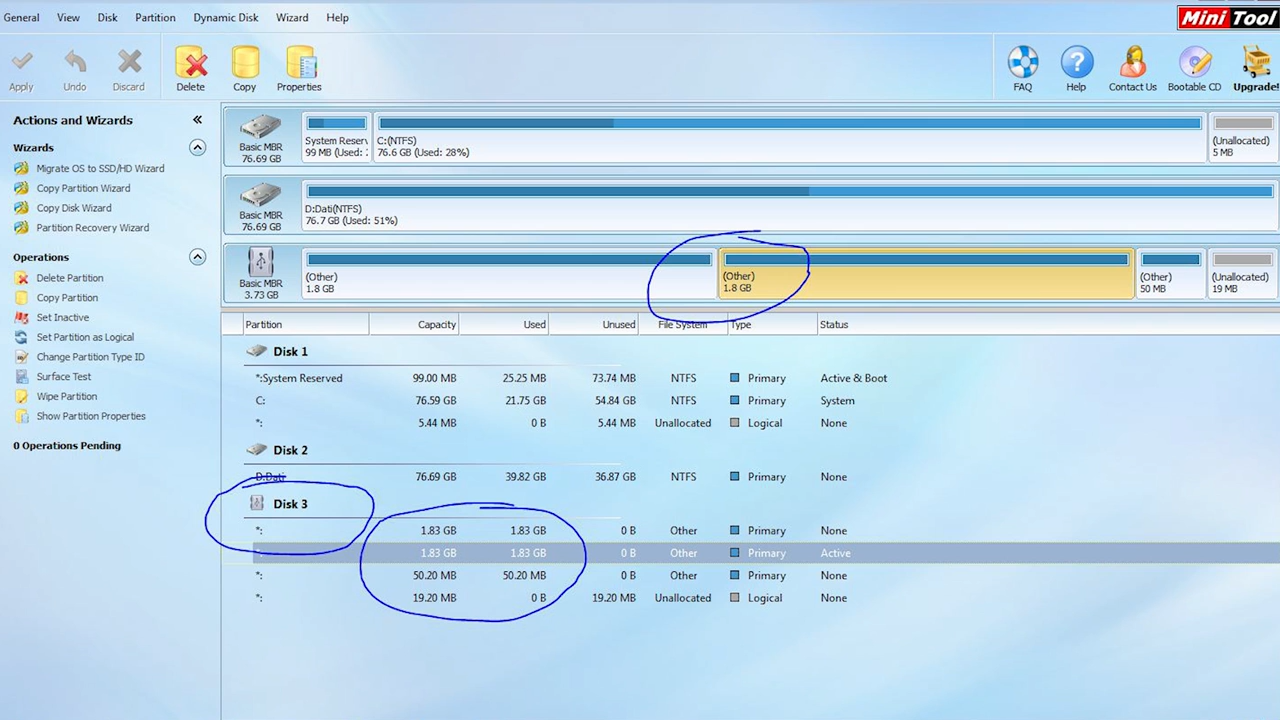 General View Disk Partition Dynamic Disk Wizard Help
Mini Tool
Apply Undo Discard Delete Copy Properties FAQ Help Contact Us Bootable CD Upgrade!
Actions and Wizards
Wizards
Migrate OS to SSD/HD Wizard
Copy Partition Wizard
Copy Disk Wizard
Partition Recovery Wizard
Operations
Delete Partition
Copy Partition
Set Inactive
Set Partition as Logical
Change Partition Type ID
Surface Test
Wipe Partition
Show Partition Properties
0 Operations Pending
Basic MBR
76.69 GB
System Reserv
99 MB (Used:
C:(NTFS)
76.6 GB (Used: 28%)
(Unallocated)
5 MB
Basic MBR
76.69 GB
D:Dati(NTFS)
76.7 GB (Used: 51%)
Basic MBR
3.73 GB
(Other)
1.8 GB
(Other)
1.8 GB
(Other)
50 MB
(Unallocated)
19 MB
Partition Capacity Used Unused File System Type Status
Disk 1
*:System Reserved 99.00 MB 25.25 MB 73.74 MB NTFS Primary Active & Boot
C: 76.59 GB 21.75 GB 54.84 GB NTFS Primary System
*: 5.44 MB 0 B 5.44 MB Unallocated Logical None
Disk 2
D:Dati 76.69 GB 39.82 GB 36.87 GB NTFS Primary None
Disk 3
*: 1.83 GB 1.83 GB 0 B Other Primary None
*: 1.83 GB 1.83 GB 0 B Other Primary Active
*: 50.20 MB 50.20 MB 0 B Other Primary None
*: 19.20 MB 0 B 19.20 MB Unallocated Logical None